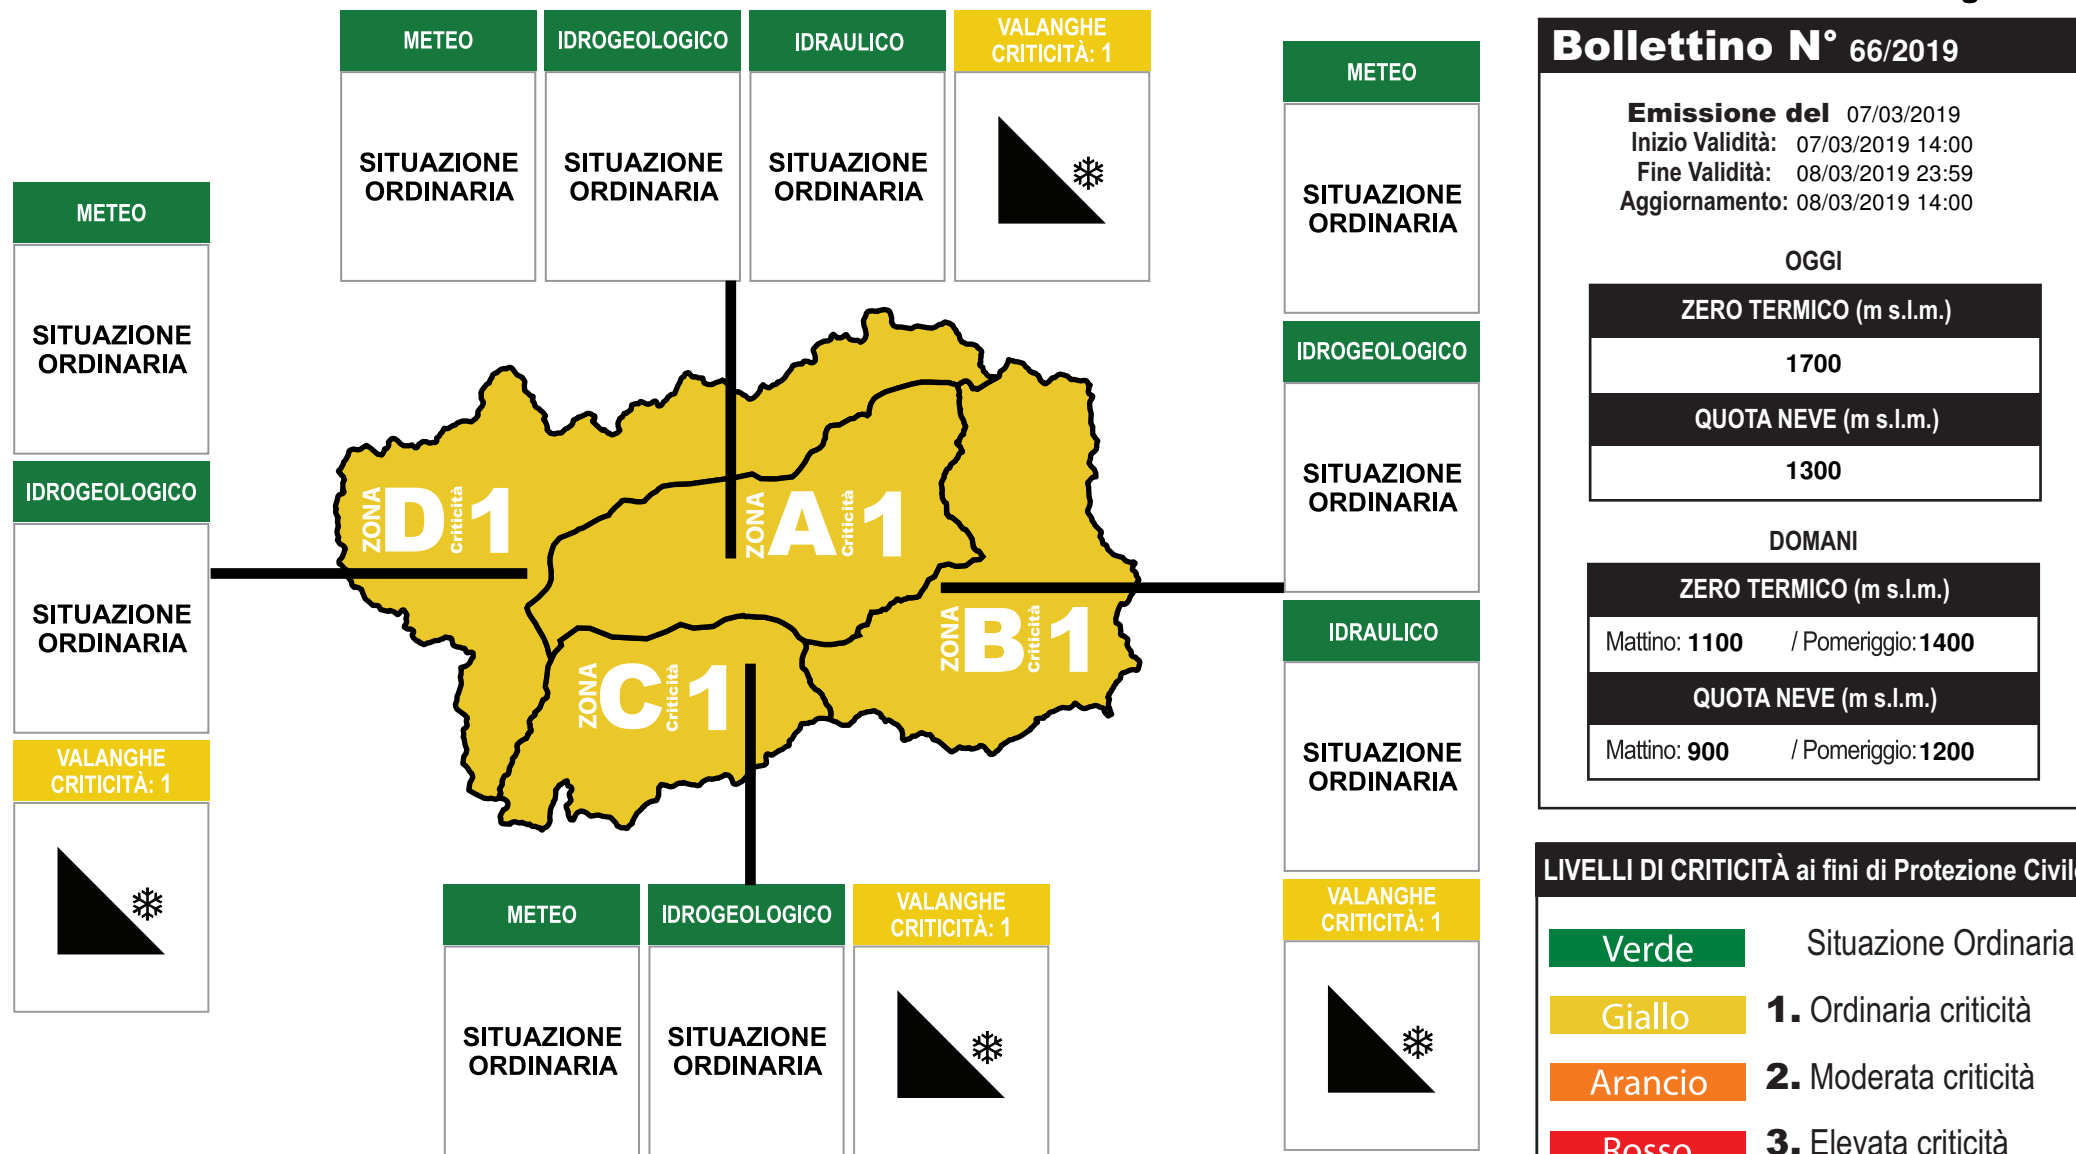 METEO
IDROGEOLOGICO
IDRAULICO
VALANGHE
CRITICITÀ: 1
SITUAZIONE
ORDINARIA
SITUAZIONE
ORDINARIA
SITUAZIONE
ORDINARIA
METEO
SITUAZIONE
ORDINARIA
IDROGEOLOGICO
SITUAZIONE
ORDINARIA
VALANGHE
CRITICITÀ: 1
ZONA D Criticità 1
ZONA A Criticità 1
ZONA B Criticità 1
ZONA C Criticità 1
METEO
IDROGEOLOGICO
VALANGHE
CRITICITÀ: 1
SITUAZIONE
ORDINARIA
SITUAZIONE
ORDINARIA
METEO
SITUAZIONE
ORDINARIA
IDROGEOLOGICO
SITUAZIONE
ORDINARIA
IDRAULICO
SITUAZIONE
ORDINARIA
VALANGHE
CRITICITÀ: 1
Bollettino N° 66/2019
Emissione del 07/03/2019
Inizio Validità: 07/03/2019 14:00
Fine Validità: 08/03/2019 23:59
Aggiornamento: 08/03/2019 14:00
OGGI
ZERO TERMICO (m s.l.m.)
1700
QUOTA NEVE (m s.l.m.)
1300
DOMANI
ZERO TERMICO (m s.l.m.)
Mattino: 1100 / Pomeriggio: 1400
QUOTA NEVE (m s.l.m.)
Mattino: 900 / Pomeriggio: 1200
LIVELLI DI CRITICITÀ ai fini di Protezione Civile
Verde Situazione Ordinaria
Giallo 1. Ordinaria criticità
Arancio 2. Moderata criticità
Rosso 3. Elevata criticità